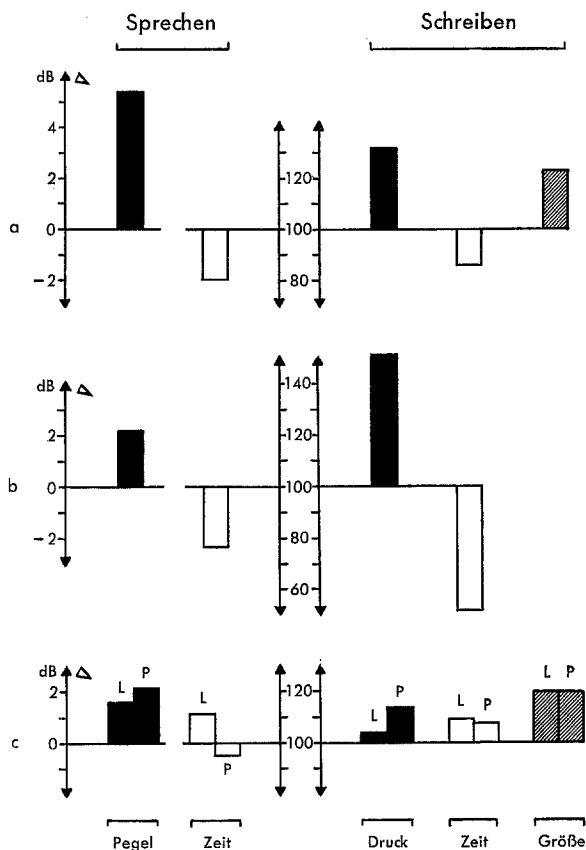 Sprechen Schreiben
dB
4
2
0
-2
120
100
80
a
dB
2
0
-2
140
120
100
80
60
b
dB
2
0
L P
L
P
120
100
L P
L P
L P
c
Pegel Zeit Druck Zeit Größe